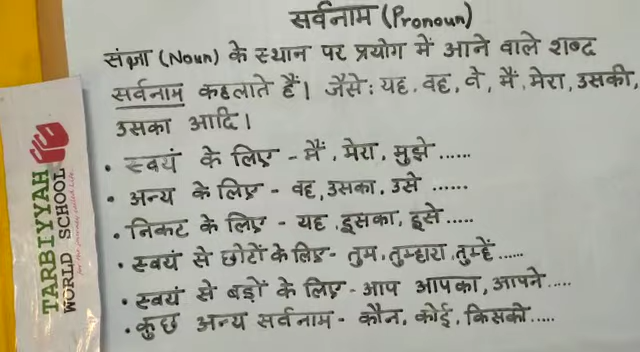 सर्वनाम (Pronoun)
संज्ञा (Noun) के स्थान पर प्रयोग में आने वाले शब्द
सर्वनाम कहलाते हैं। जैसे: यह, वह, वे, मैं, मेरा, उसकी,
उसका आदि।
• स्वयं के लिए - मैं, मेरा, मुझे ......
• अन्य के लिए - वह, उसका, उसे ......
• निकट के लिए - यह, इसका, इसे .....
• स्वयं से छोटों के लिए - तुम, तुम्हारा, तुम्हें .....
• स्वयं से बड़ों के लिए - आप आपका, आपने ....
• कुछ अन्य सर्वनाम - कौन, कोई, किसकी .....
TARBIYYAH
WORLD SCHOOL